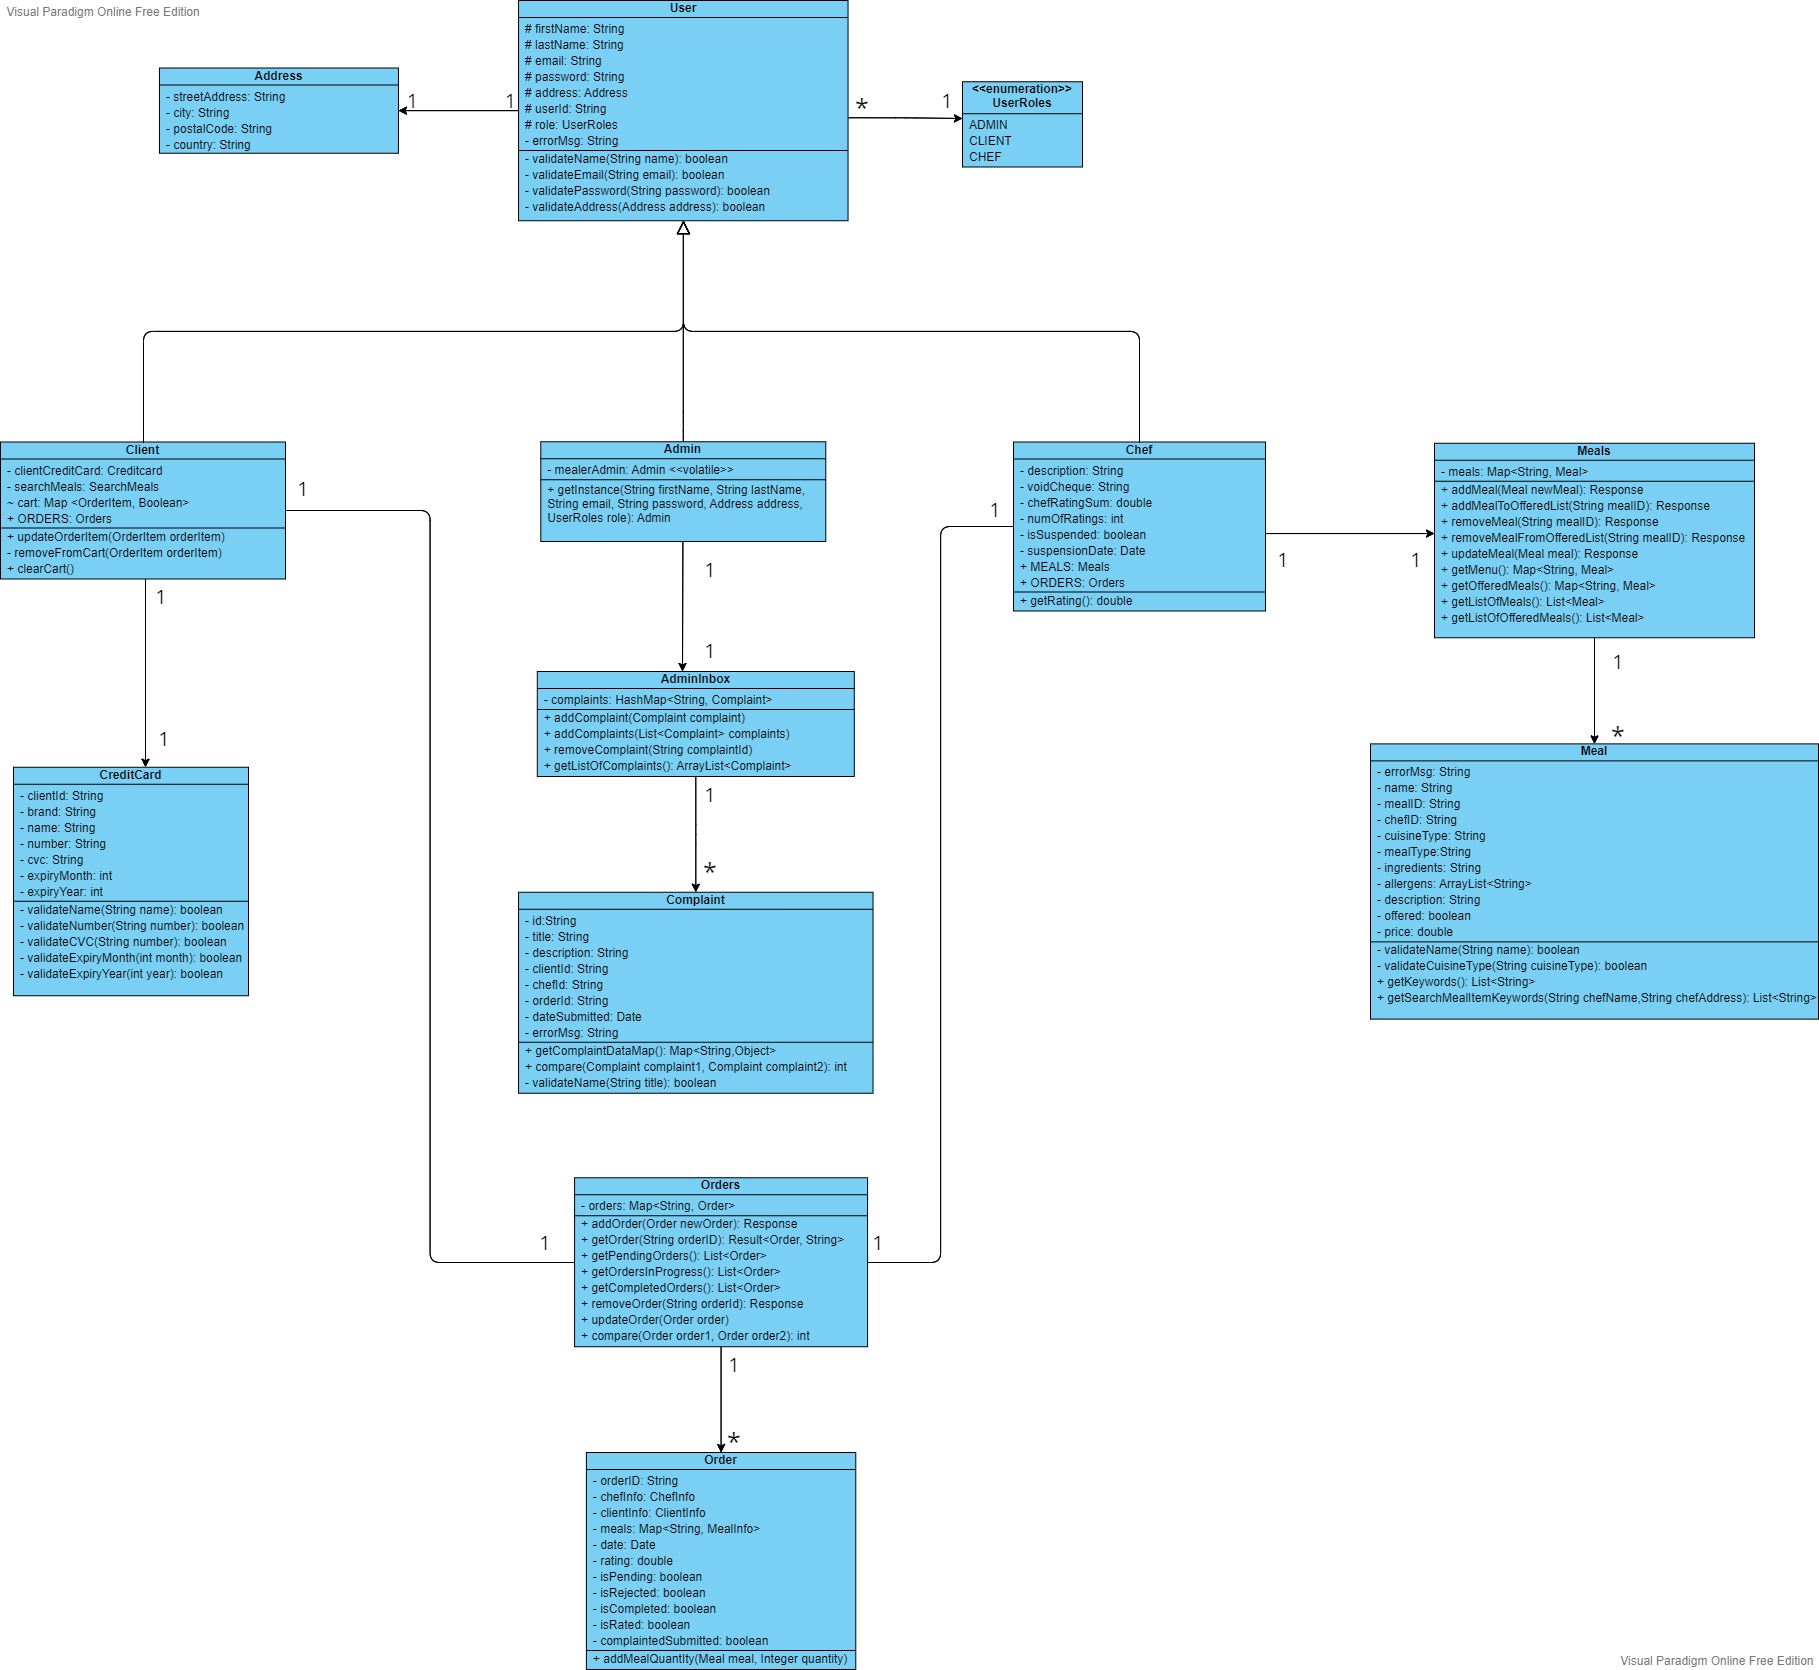 Visual Paradigm Online Free Edition
User
# firstName: String
# lastName: String
# email: String
# password: String
# address: Address
# userId: String
# role: UserRoles
- errorMsg: String
- validateName(String name): boolean
- validateEmail(String email): boolean
- validatePassword(String password): boolean
- validateAddress(Address address): boolean
Address
- streetAddress: String
- city: String
- postalCode: String
- country: String
1
1
*
1
<<enumeration>>
UserRoles
ADMIN
CLIENT
CHEF
Client
- clientCreditCard: Creditcard
- searchMeals: SearchMeals
~ cart: Map <OrderItem, Boolean>
+ ORDERS: Orders
+ updateOrderItem(OrderItem orderItem)
- removeFromCart(OrderItem orderItem)
+ clearCart()
1
1
1
Admin
- mealerAdmin: Admin <<volatile>>
+ getInstance(String firstName, String lastName,
String email, String password, Address address,
UserRoles role): Admin
1
1
Chef
- description: String
- voidCheque: String
- chefRatingSum: double
- numOfRatings: int
- isSuspended: boolean
- suspensionDate: Date
+ MEALS: Meals
+ ORDERS: Orders
+ getRating(): double
1
1
1
Meals
- meals: Map<String, Meal>
+ addMeal(Meal newMeal): Response
+ addMealToOfferedList(String mealID): Response
+ removeMeal(String mealID): Response
+ removeMealFromOfferedList(String mealID): Response
+ updateMeal(Meal meal): Response
+ getMenu(): Map<String, Meal>
+ getOfferedMeals(): Map<String, Meal>
+ getListOfMeals(): List<Meal>
+ getListOfOfferedMeals(): List<Meal>
1
*
AdminInbox
- complaints: HashMap<String, Complaint>
+ addComplaint(Complaint complaint)
+ addComplaints(List<Complaint> complaints)
+ removeComplaint(String complaintId)
+ getListOfComplaints(): ArrayList<Complaint>
1
*
CreditCard
- clientId: String
- brand: String
- name: String
- number: String
- cvc: String
- expiryMonth: int
- expiryYear: int
- validateName(String name): boolean
- validateNumber(String number): boolean
- validateCVC(String number): boolean
- validateExpiryMonth(int month): boolean
- validateExpiryYear(int year): boolean
Meal
- errorMsg: String
- name: String
- mealID: String
- chefID: String
- cuisineType: String
- mealType:String
- ingredients: String
- allergens: ArrayList<String>
- description: String
- offered: boolean
- price: double
- validateName(String name): boolean
- validateCuisineType(String cuisineType): boolean
+ getKeywords(): List<String>
+ getSearchMealItemKeywords(String chefName,String chefAddress): List<String>
Complaint
- id:String
- title: String
- description: String
- clientId: String
- chefId: String
- orderId: String
- dateSubmitted: Date
- errorMsg: String
+ getComplaintDataMap(): Map<String,Object>
+ compare(Complaint complaint1, Complaint complaint2): int
- validateName(String title): boolean
1
1
Orders
- orders: Map<String, Order>
+ addOrder(Order newOrder): Response
+ getOrder(String orderID): Result<Order, String>
+ getPendingOrders(): List<Order>
+ getOrdersInProgress(): List<Order>
+ getCompletedOrders(): List<Order>
+ removeOrder(String orderId): Response
+ updateOrder(Order order)
+ compare(Order order1, Order order2): int
1
*
Order
- orderID: String
- chefInfo: ChefInfo
- clientInfo: ClientInfo
- meals: Map<String, MealInfo>
- date: Date
- rating: double
- isPending: boolean
- isRejected: boolean
- isCompleted: boolean
- isRated: boolean
- complaintedSubmitted: boolean
+ addMealQuantity(Meal meal, Integer quantity)
Visual Paradigm Online Free Edition